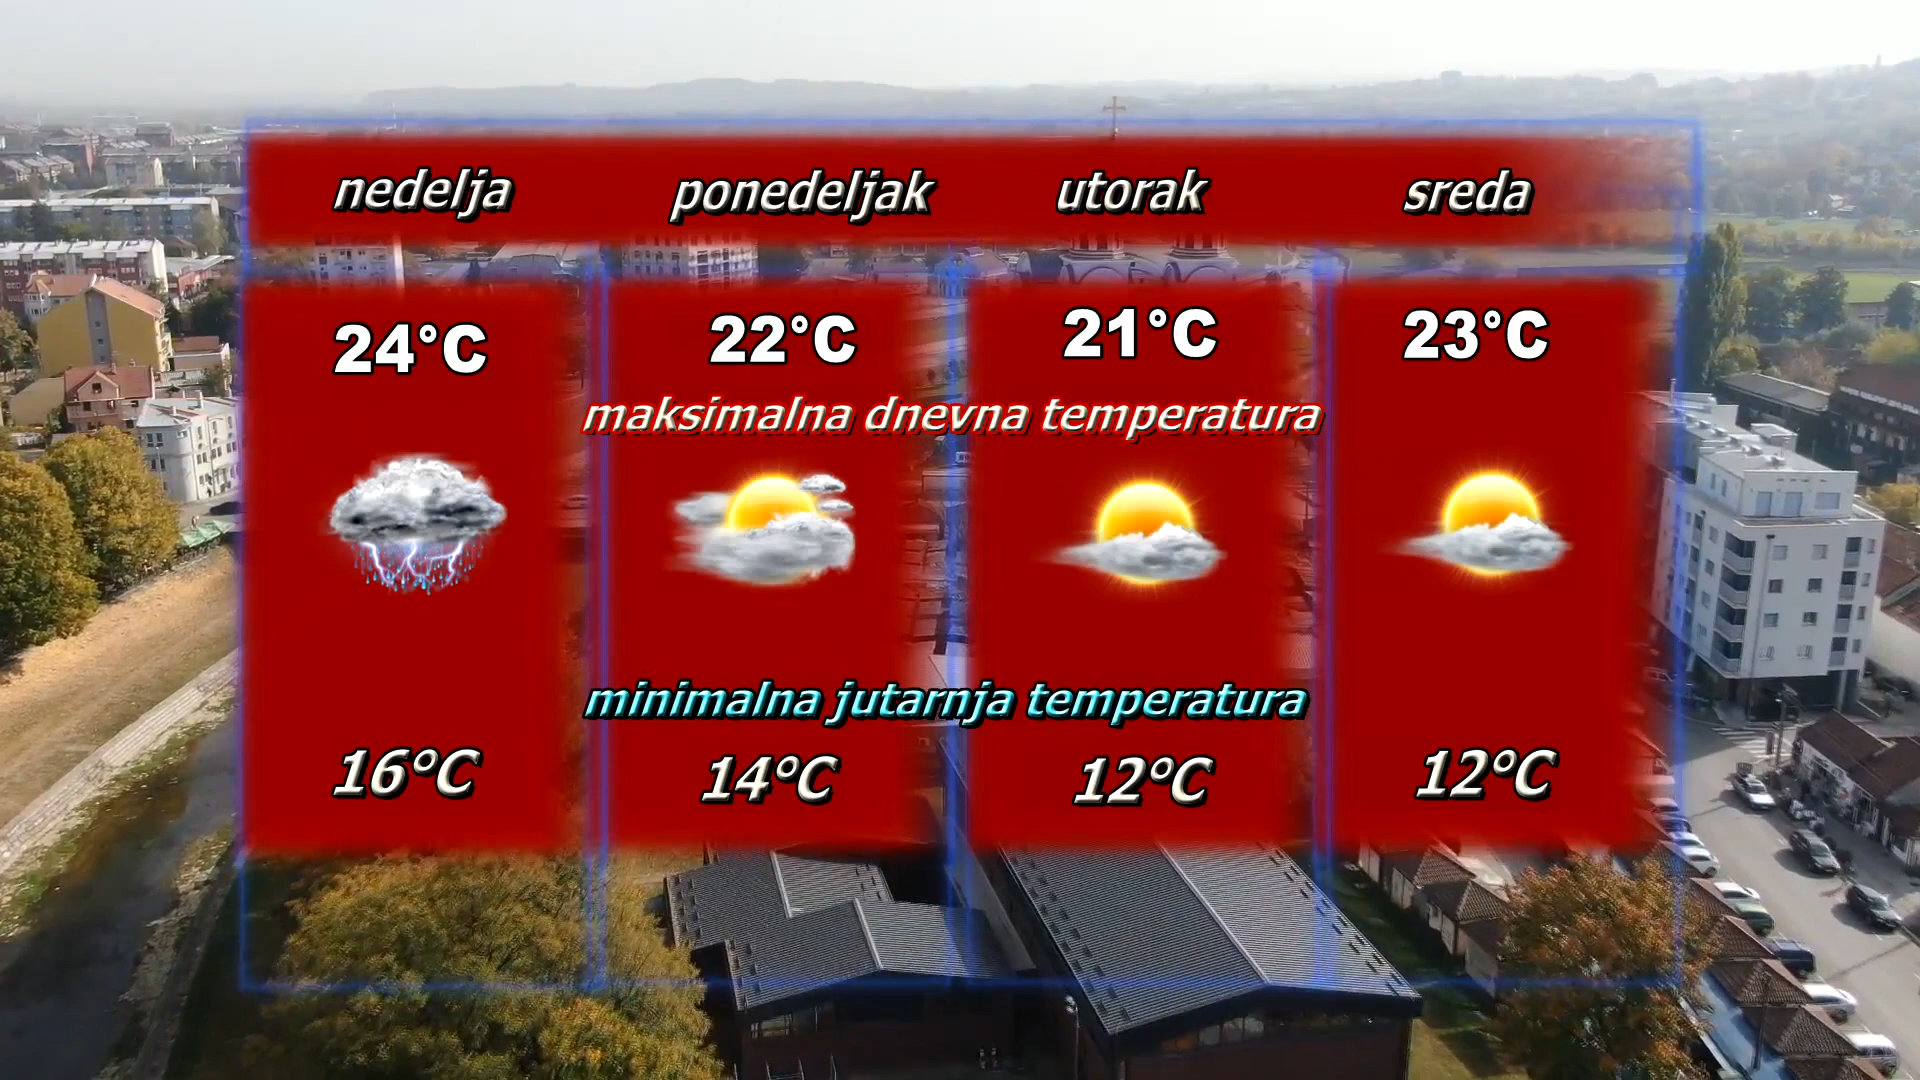 nedelja ponedeljak utorak sreda
24°C 22°C 21°C 23°C
maksimalna dnevna temperatura
minimalna jutarnja temperatura
16°C 14°C 12°C 12°C